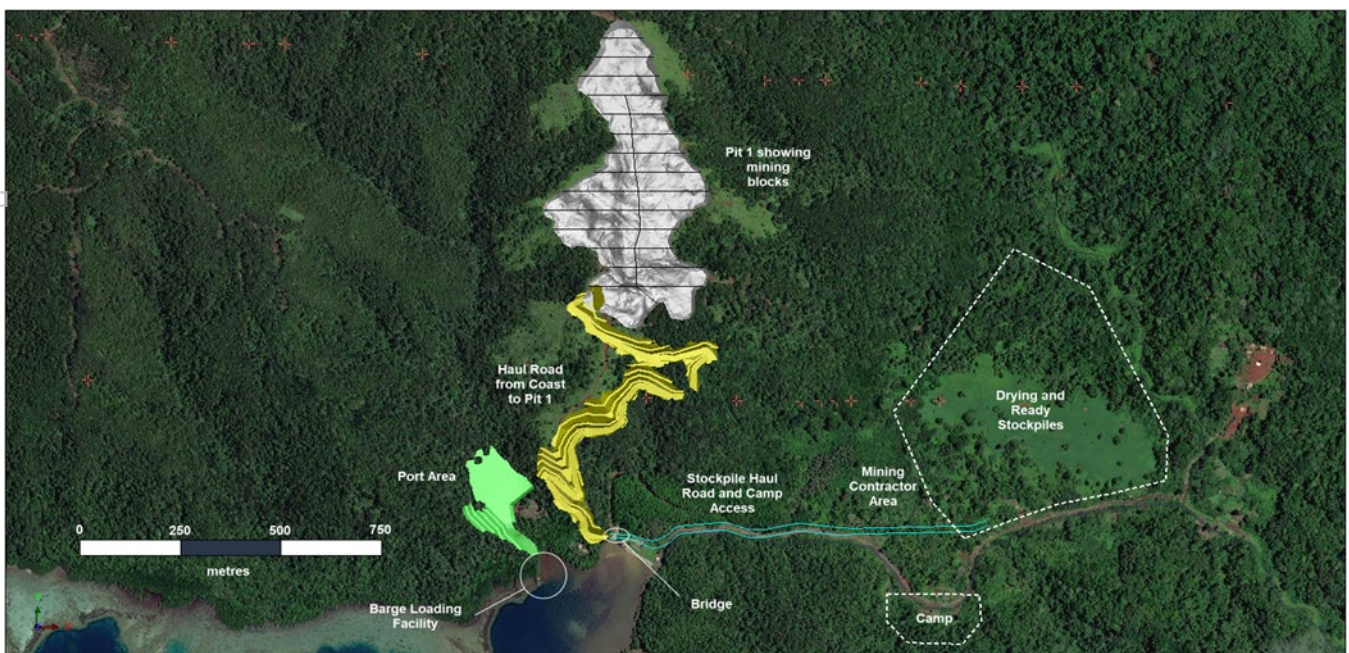 Pit 1 showing
mining
blocks
Haul Road
from Coast
to Pit 1
Drying and
Ready
Stockpiles
Port Area
Stockpile Haul
Road and Camp
Access
Mining
Contractor
Area
0 250 500 750
metres
Barge Loading
Facility
Bridge
Camp